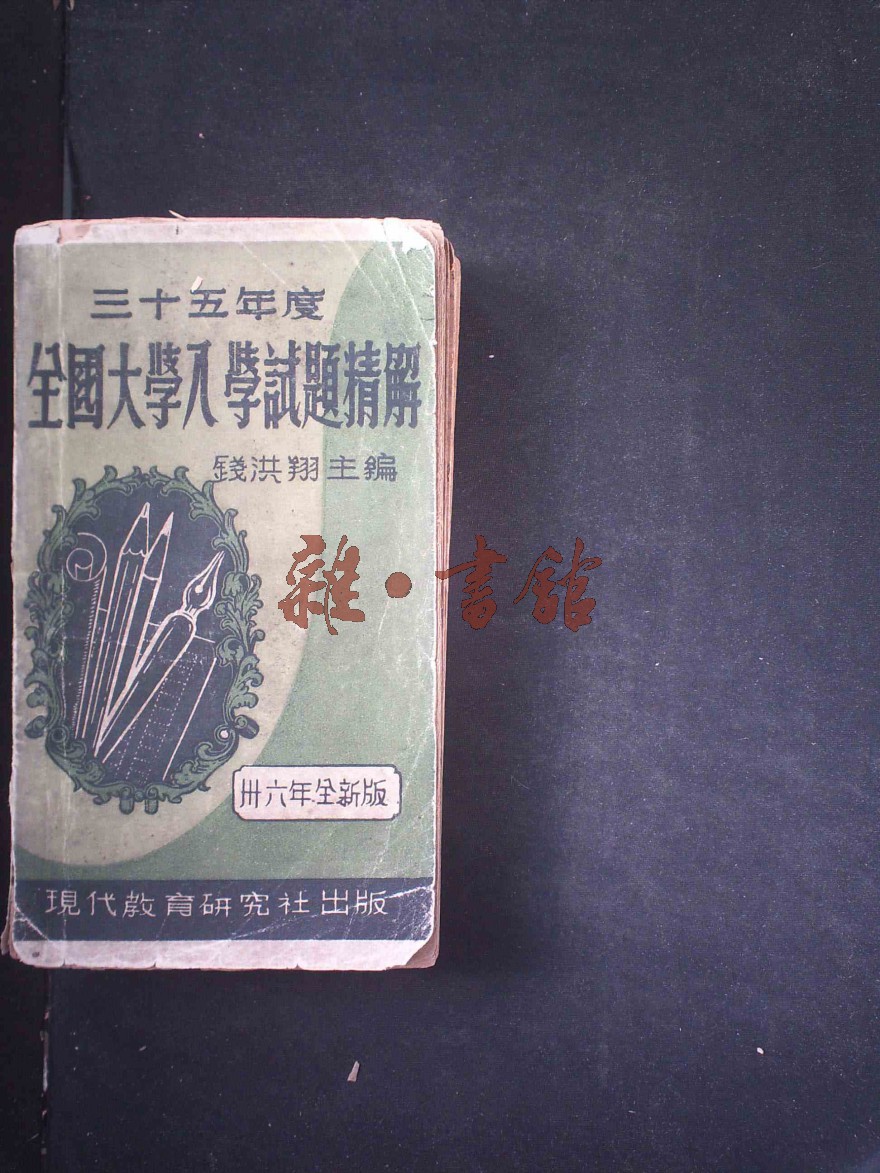 三十五年度
全國大學入學試題精解
錢洪翔主編
雜·書舘
卅六年全新版
現代教育研究社出版